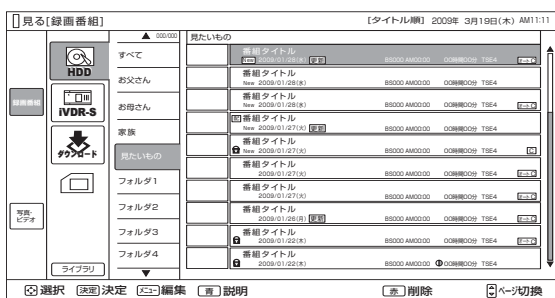 見る[録画番組]
[タイトル順] 2009年 3月19日(木) AM11:11
000/000
見たいもの
録画番組
写真・ビデオ
HDD
iVDR-S
ダウンロード
ライブラリ
すべて
お父さん
お母さん
家族
見たいもの
フォルダ1
フォルダ2
フォルダ3
フォルダ4
番組タイトル
New 2009/01/28(水) 更新 BS000 AM00:00 00時間00分 TSE4
番組タイトル
New 2009/01/28(水) BS000 AM00:00 00時間00分 TSE4
番組タイトル
New 2009/01/28(水) BS000 AM00:00 00時間00分 TSE4
番組タイトル
New 2009/01/27(火) 更新 BS000 AM00:00 00時間00分 TSE4
番組タイトル
New 2009/01/27(火) BS000 AM00:00 00時間00分 TSE4
番組タイトル
2009/01/27(火) BS000 AM00:00 00時間00分 TSE4
番組タイトル
2009/01/27(火) BS000 AM00:00 00時間00分 TSE4
番組タイトル
2009/01/26(月) 更新 BS000 AM00:00 00時間00分 TSE4
番組タイトル
2009/01/22(木) BS000 AM00:00 00時間00分 TSE4
番組タイトル
2009/01/22(木) BS000 AM00:00 00時間00分 TSE4
選択 決定 決定 メニュー 編集 青 説明 赤 削除 ページ切換